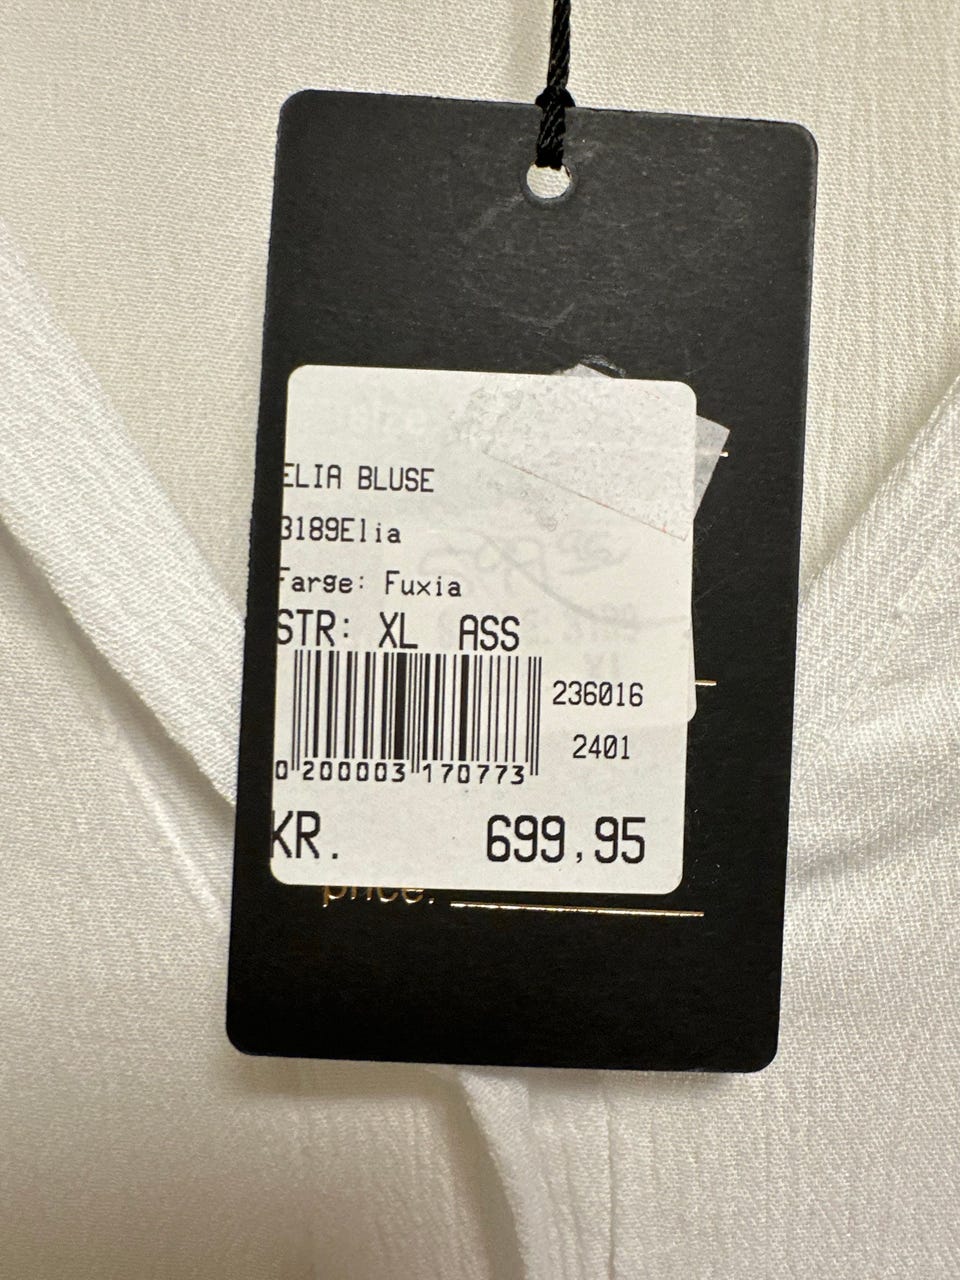 ELIA BLUSE
3189Elia
Farge: Fuxia
STR: XL ASS
236016
2401
0 200003 170773
KR. 699,95
price: